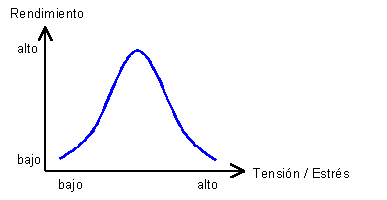 Rendimiento
alto
bajo
Tensión / Estrés
bajo
alto